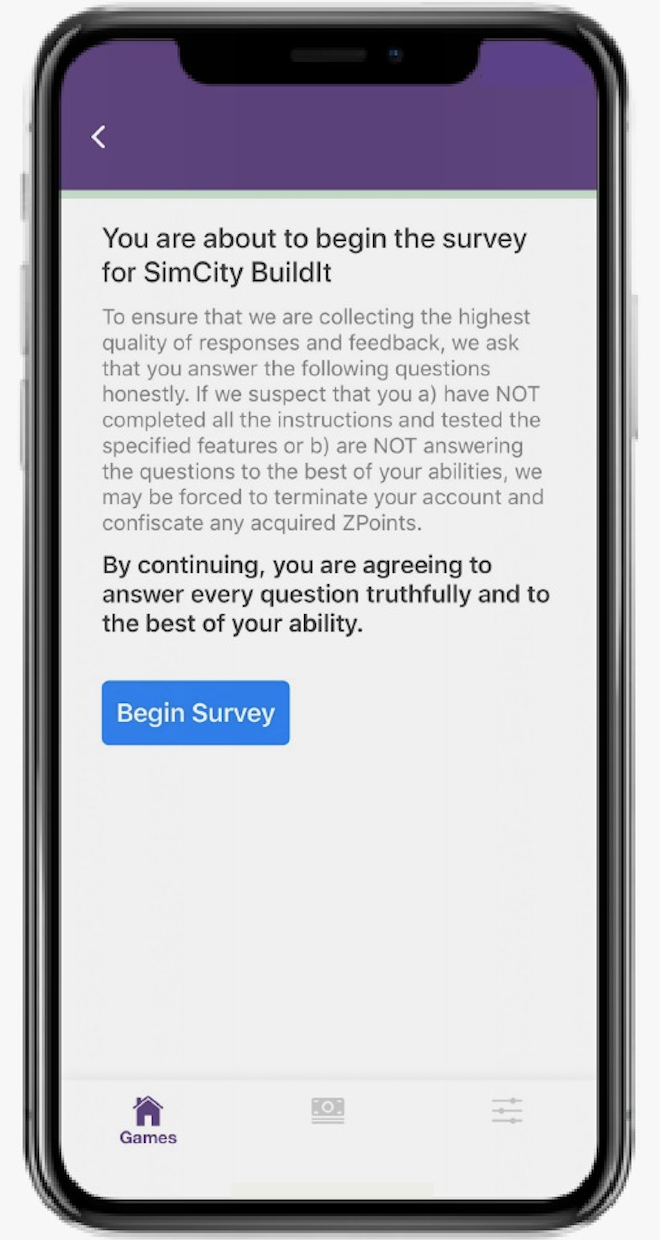 You are about to begin the survey
for SimCity BuildIt
To ensure that we are collecting the highest
quality of responses and feedback, we ask
that you answer the following questions
honestly. If we suspect that you a) have NOT
completed all the instructions and tested the
specified features or b) are NOT answering
the questions to the best of your abilities, we
may be forced to terminate your account and
confiscate any acquired ZPoints.
By continuing, you are agreeing to
answer every question truthfully and to
the best of your ability.
Begin Survey
Games